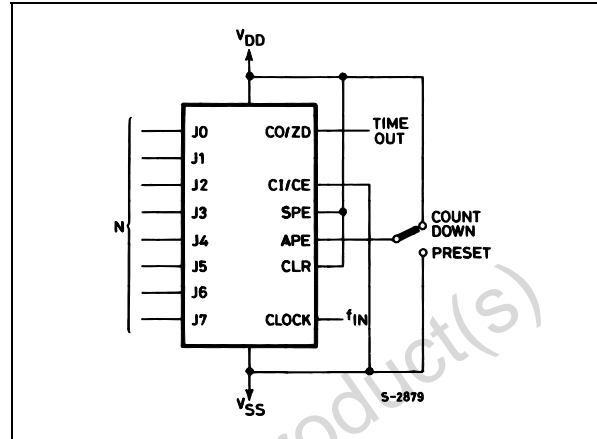 VDD
J0
J1
J2
J3
J4
J5
J6
J7
N
CO/ZD
CI/CE
SPE
APE
CLR
CLOCK
TIME
OUT
COUNT
DOWN
PRESET
fIN
VSS
S-2879
roduct(s)